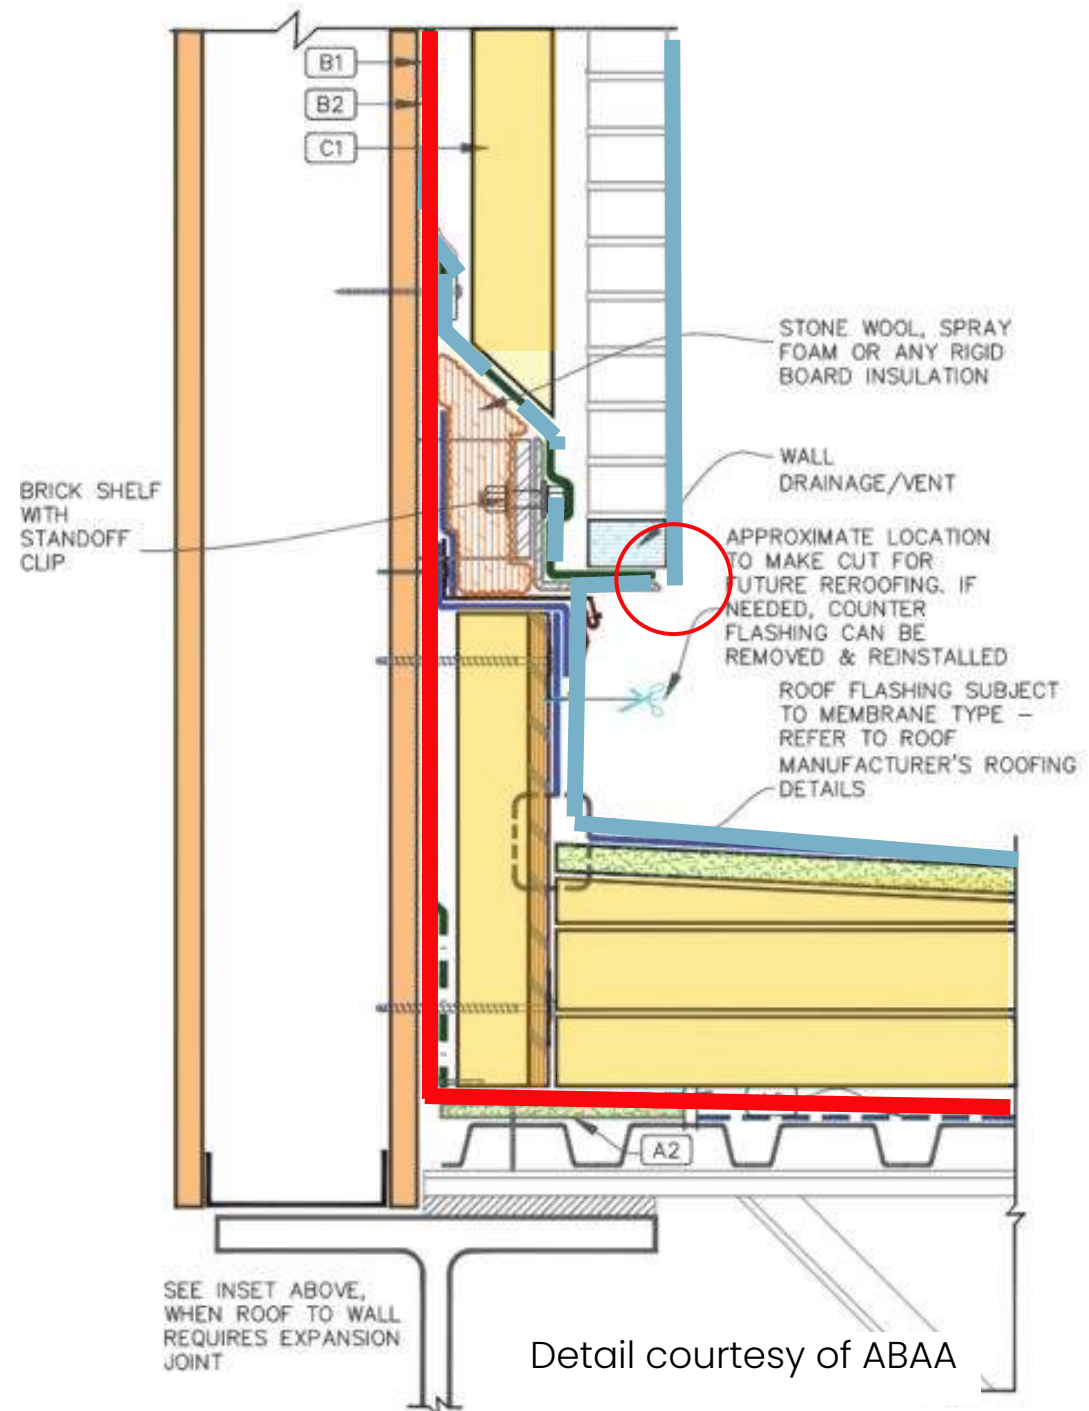 B1
B2
C1
STONE WOOL, SPRAY
FOAM OR ANY RIGID
BOARD INSULATION
WALL
DRAINAGE/VENT
BRICK SHELF
WITH
STANDOFF
CLIP
APPROXIMATE LOCATION
TO MAKE CUT FOR
FUTURE REROOFING. IF
NEEDED, COUNTER
FLASHING CAN BE
REMOVED & REINSTALLED
ROOF FLASHING SUBJECT
TO MEMBRANE TYPE –
REFER TO ROOF
MANUFACTURER'S ROOFING
DETAILS
A2
SEE INSET ABOVE,
WHEN ROOF TO WALL
REQUIRES EXPANSION
JOINT
Detail courtesy of ABAA